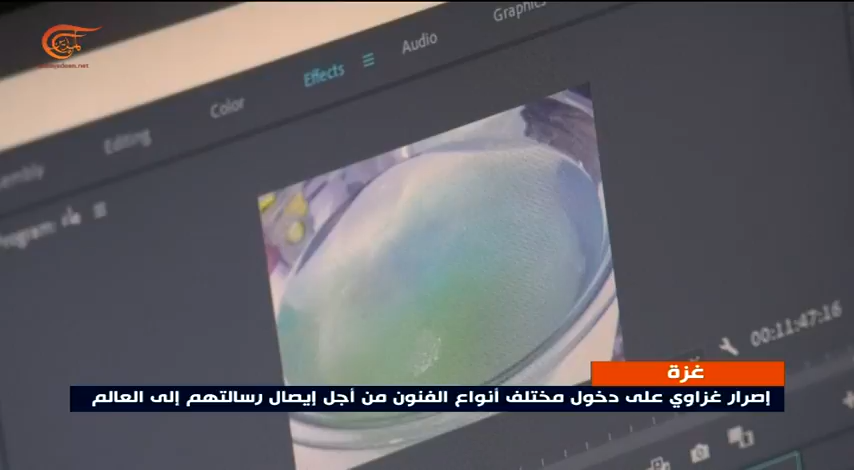 Graphics
Audio
Effects
Color
Editing
Assembly
Program:
00:11:47:16
غزة
إصرار غزاوي على دخول مختلف أنواع الفنون من أجل إيصال رسالتهم إلى العالم